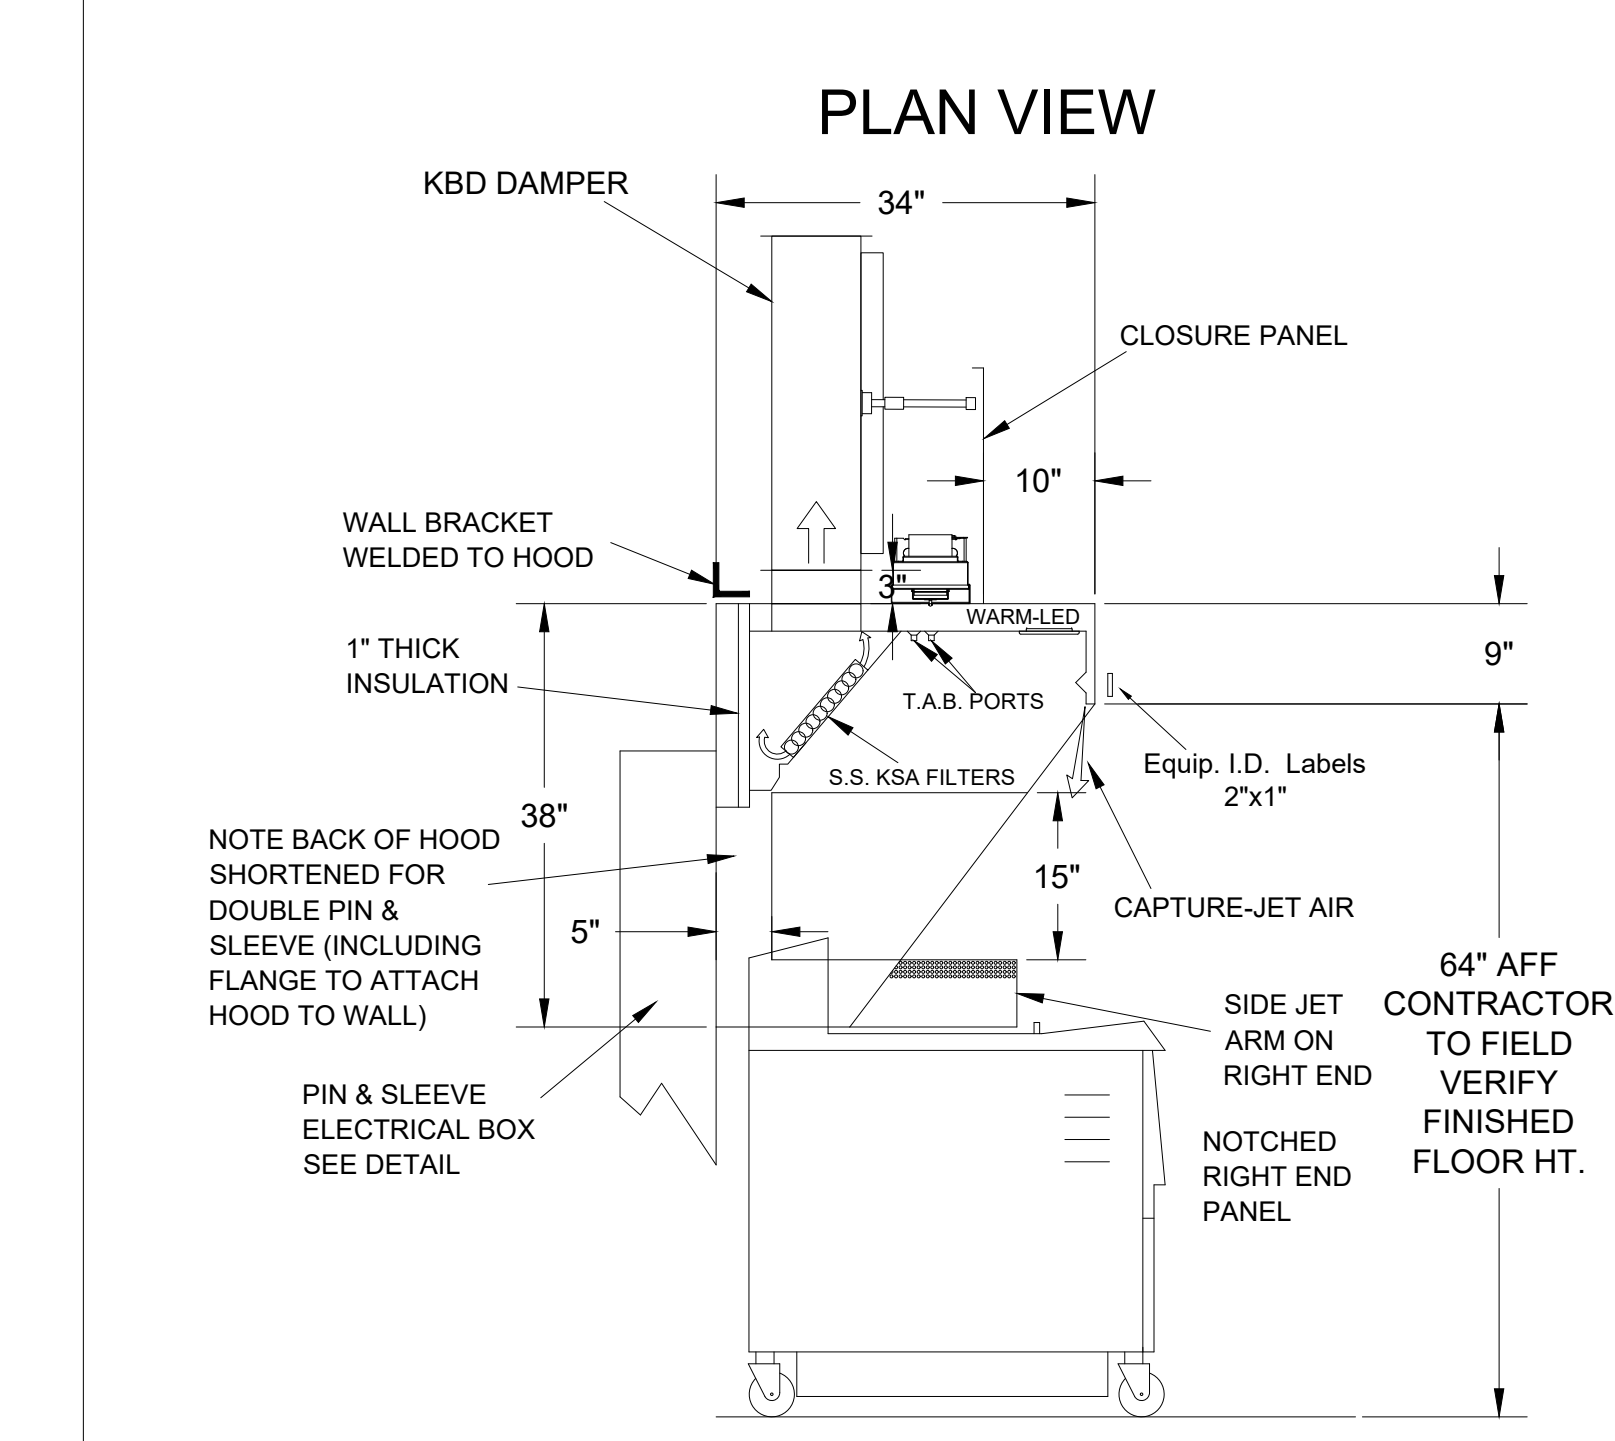 PLAN VIEW
KBD DAMPER
34"
CLOSURE PANEL
10"
WALL BRACKET
WELDED TO HOOD
3"
WARM-LED
1" THICK
INSULATION
9"
T.A.B. PORTS
S.S. KSA FILTERS
Equip. I.D. Labels
2"x1"
38"
NOTE BACK OF HOOD
SHORTENED FOR
DOUBLE PIN &
SLEEVE (INCLUDING
FLANGE TO ATTACH
HOOD TO WALL)
15"
5"
CAPTURE-JET AIR
64" AFF
CONTRACTOR
TO FIELD
VERIFY
FINISHED
FLOOR HT.
SIDE JET
ARM ON
RIGHT END
PIN & SLEEVE
ELECTRICAL BOX
SEE DETAIL
NOTCHED
RIGHT END
PANEL